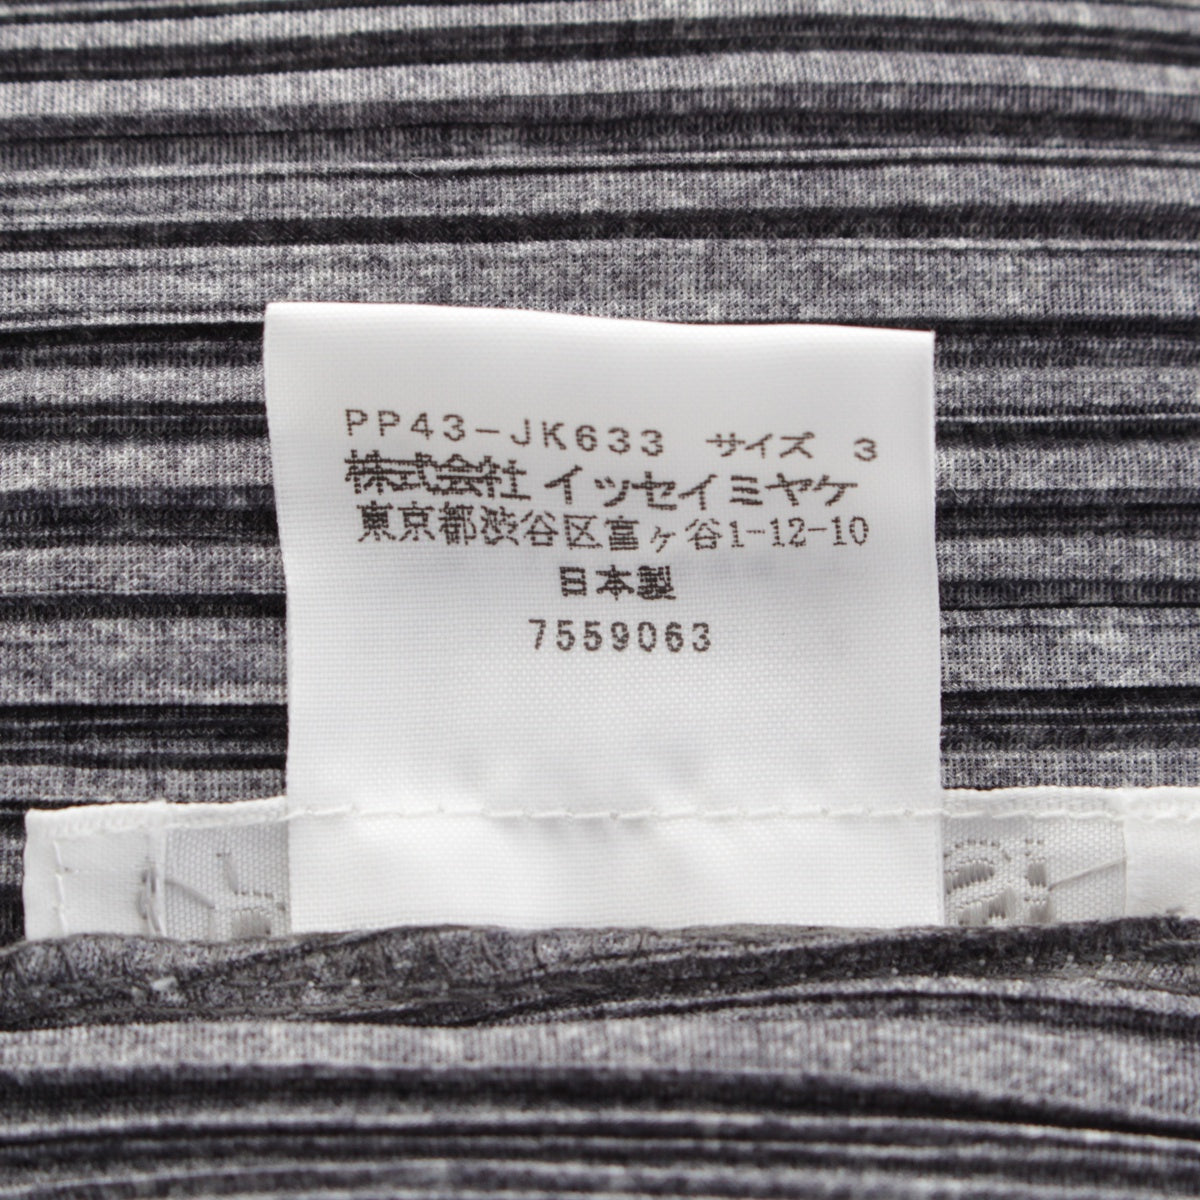 PP43-JK633 サイズ 3
株式会社 イッセイミヤケ
東京都渋谷区富ヶ谷1-12-10
日本製
7559063